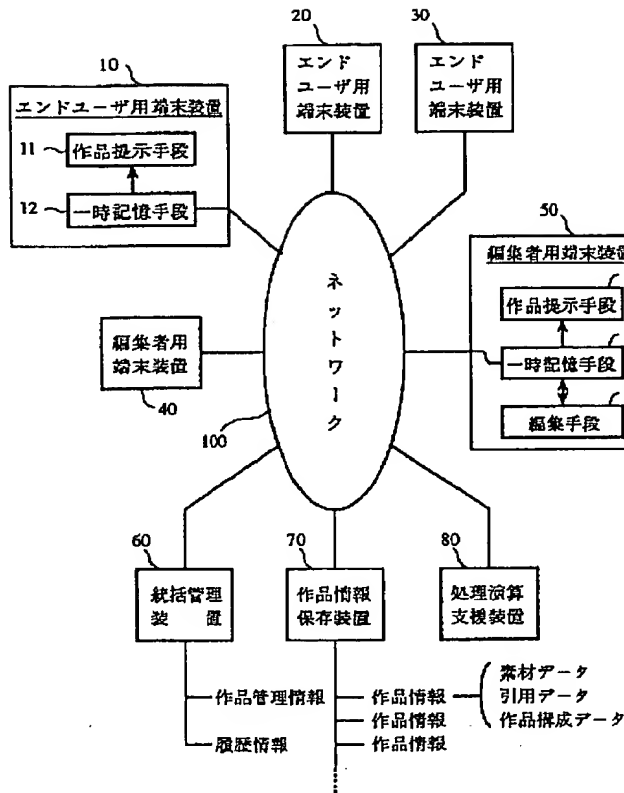 20
30
エンド
ユーザ用
端末装置
エンド
ユーザ用
端末装置
10
エンドユーザ用端末装置
11
作品提示手段
12
一時記憶手段
50
編集者用端末装置
作品提示手段
一時記憶手段
編集手段
ネットワーク
編集者用
端末装置
40
100
60
70
80
統括管理
装置
作品情報
保存装置
処理演算
支援装置
作品管理情報
履歴情報
作品情報
作品情報
作品情報
素材データ
引用データ
作品構成データ